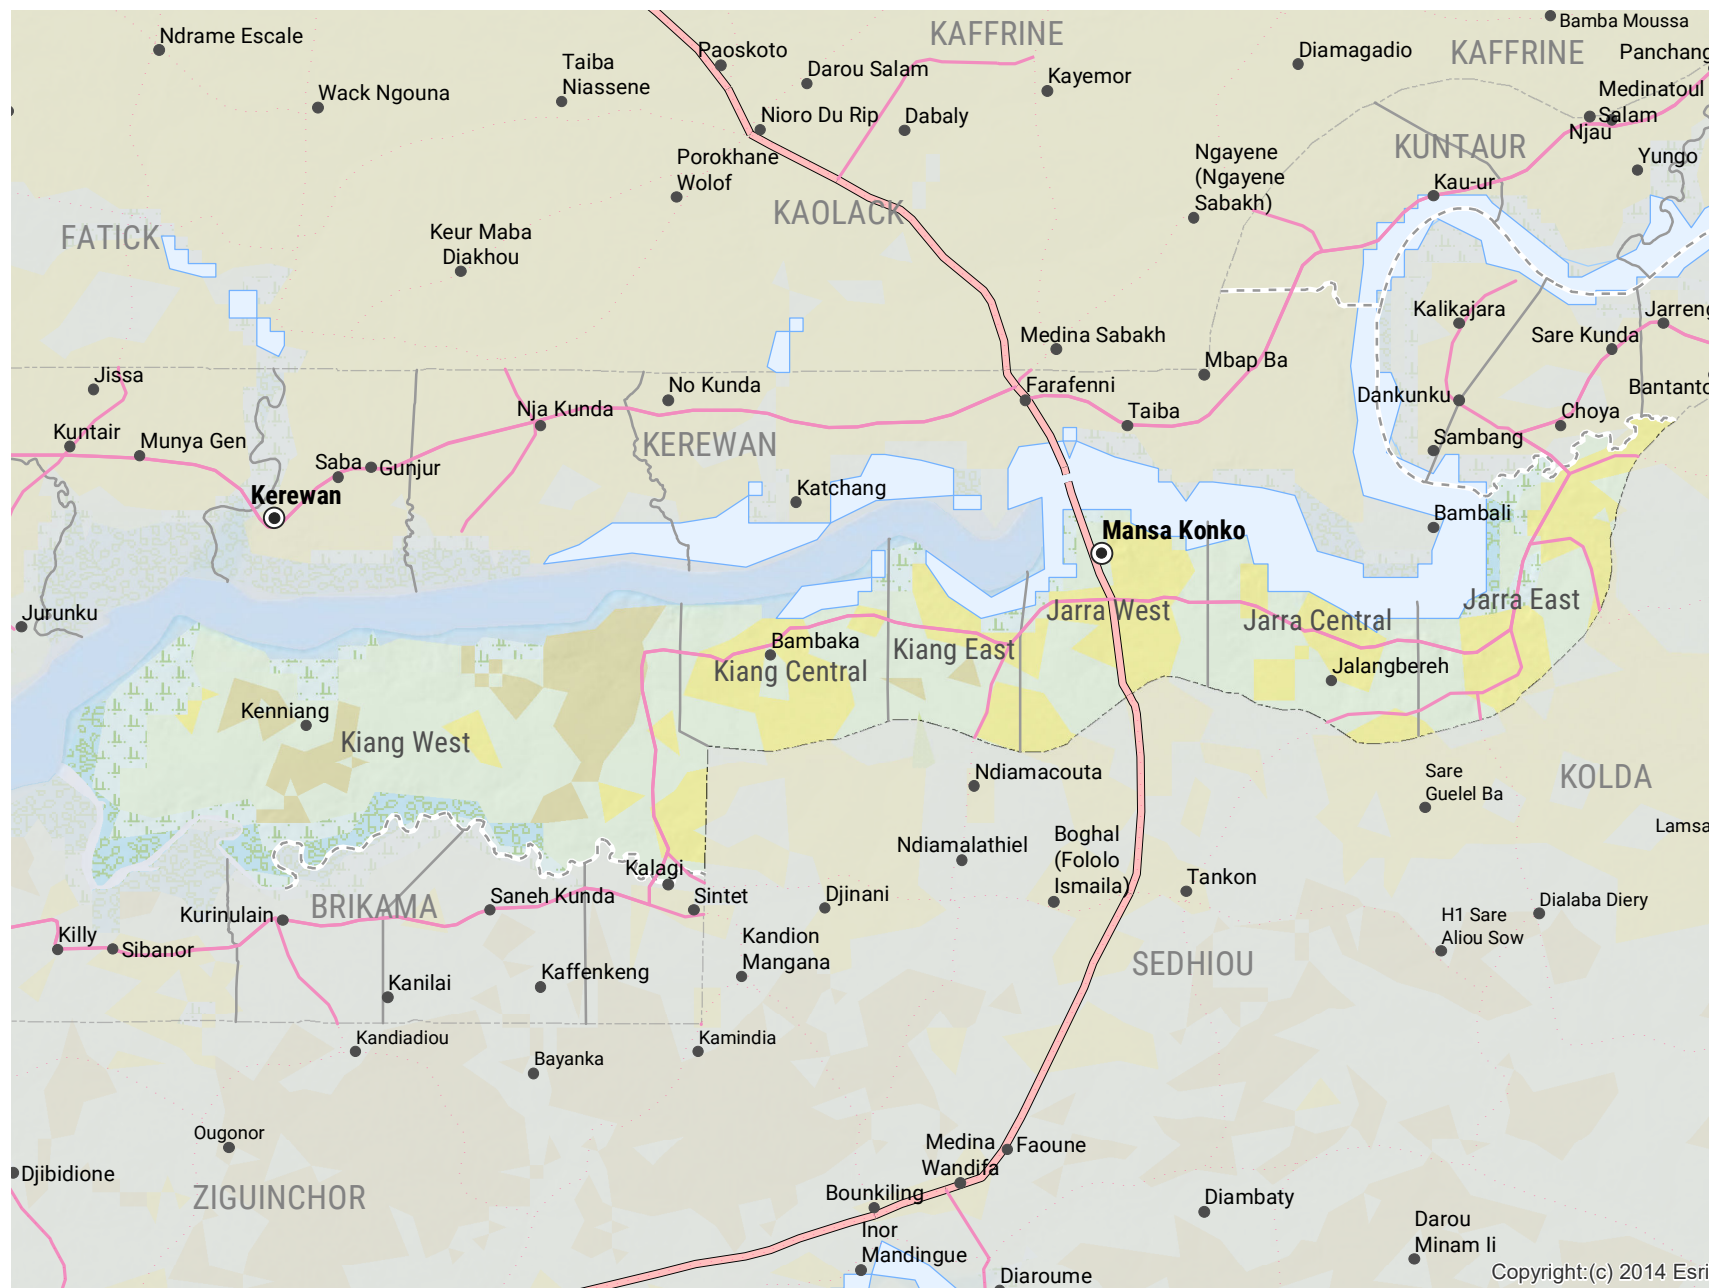 Ndrame Escale
Paoskoto
KAFFRINE
Bamba Moussa
Diamagadio
KAFFRINE
Panchang
Taiba
Niassene
Darou Salam
Kayemor
Wack Ngouna
Medinatoul
Salam
Nioro Du Rip
Dabaly
Njau
KUNTAUR
Porokhane
Wolof
Ngayene
(Ngayene
Sabakh)
Yungo
Kau-ur
KAOLACK
FATICK
Keur Maba
Diakhou
Kalikajara
Jarreng
Medina Sabakh
Sare Kunda
Mbap Ba
Jissa
No Kunda
Farafenni
Bantanto
Dankunku
Nja Kunda
Taiba
Choya
Kuntair
Munya Gen
KEREWAN
Sambang
Saba
Gunjur
Kerewan
Katchang
Bambali
Mansa Konko
Jurunku
Jarra West
Jarra Central
Jarra East
Bambaka
Kiang East
Kiang Central
Jalangbereh
Kenniang
Kiang West
Ndiamacouta
Sare
Guelel Ba
KOLDA
Lamsa
Ndiamalathiel
Boghal
(Fololo
Ismaila)
Kalagi
Tankon
Saneh Kunda
Sintet
Djinani
Dialaba Diery
BRIKAMA
Kurinulain
H1 Sare
Aliou Sow
Killy
Sibanor
Kandion
Mangana
SEDHIOU
Kanilai
Kaffenkeng
Kandiadiou
Kamindia
Bayanka
Ougonor
Medina
Wandifa
Faoune
Djibidione
ZIGUINCHOR
Bounkiling
Diambaty
Inor
Mandingue
Darou
Minam Ii
Diaroume
Copyright:(c) 2014 Esri